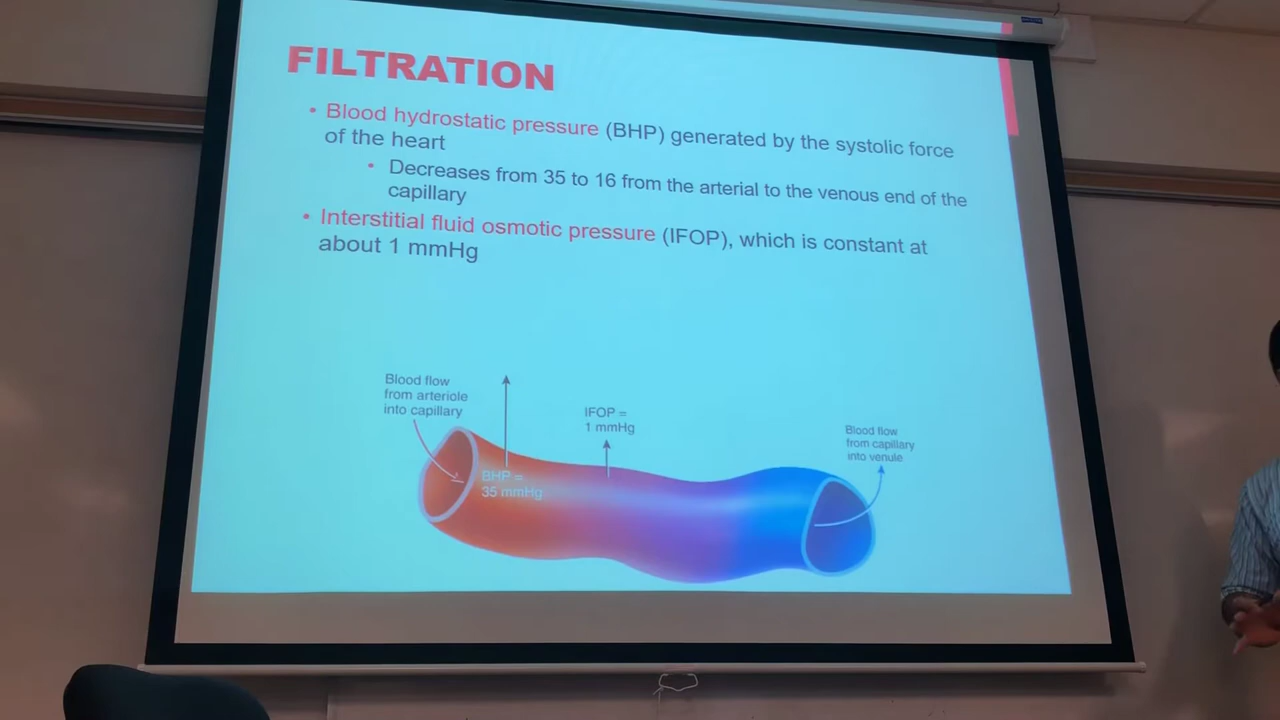 FILTRATION
• Blood hydrostatic pressure (BHP) generated by the systolic force
of the heart
• Decreases from 35 to 16 from the arterial to the venous end of the
capillary
• Interstitial fluid osmotic pressure (IFOP), which is constant at
about 1 mmHg
Blood flow
from arteriole
into capillary
BHP =
35 mmHg
IFOP =
1 mmHg
Blood flow
from capillary
into venule